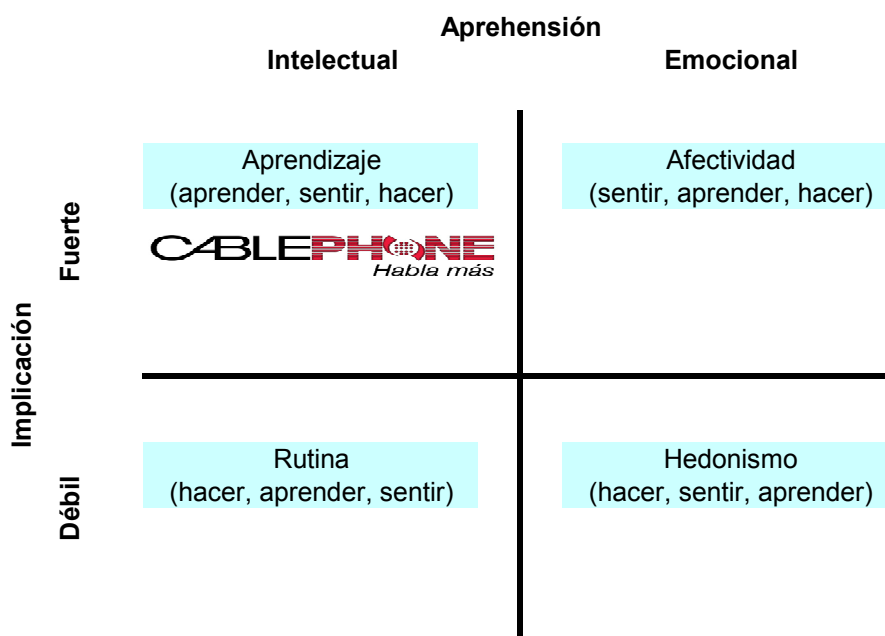 Aprehensión
Intelectual
Emocional
Implicación
Fuerte
Aprendizaje
(aprender, sentir, hacer)
CABLEPHONE
Habla más
Afectividad
(sentir, aprender, hacer)
Débil
Rutina
(hacer, aprender, sentir)
Hedonismo
(hacer, sentir, aprender)